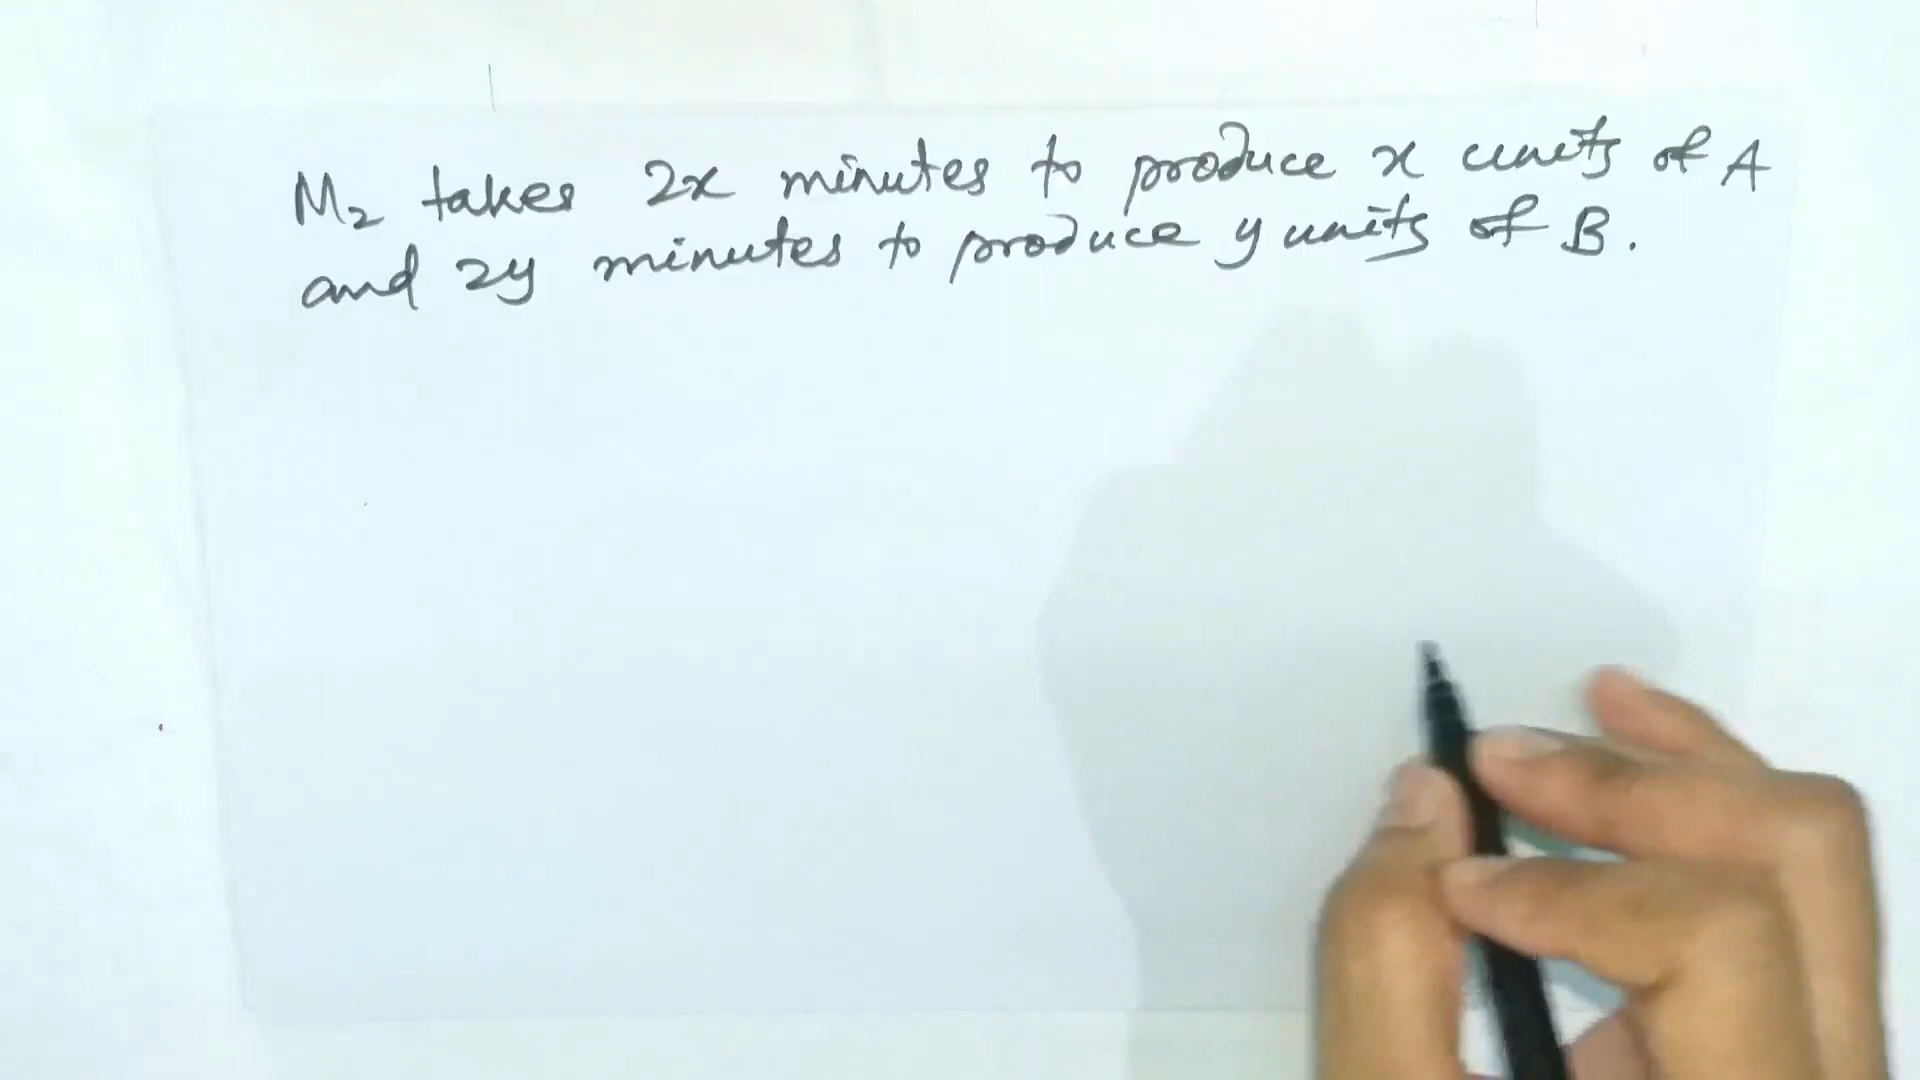 M₂ takes 2x minutes to produce x units of A
and 2y minutes to produce y units of B.